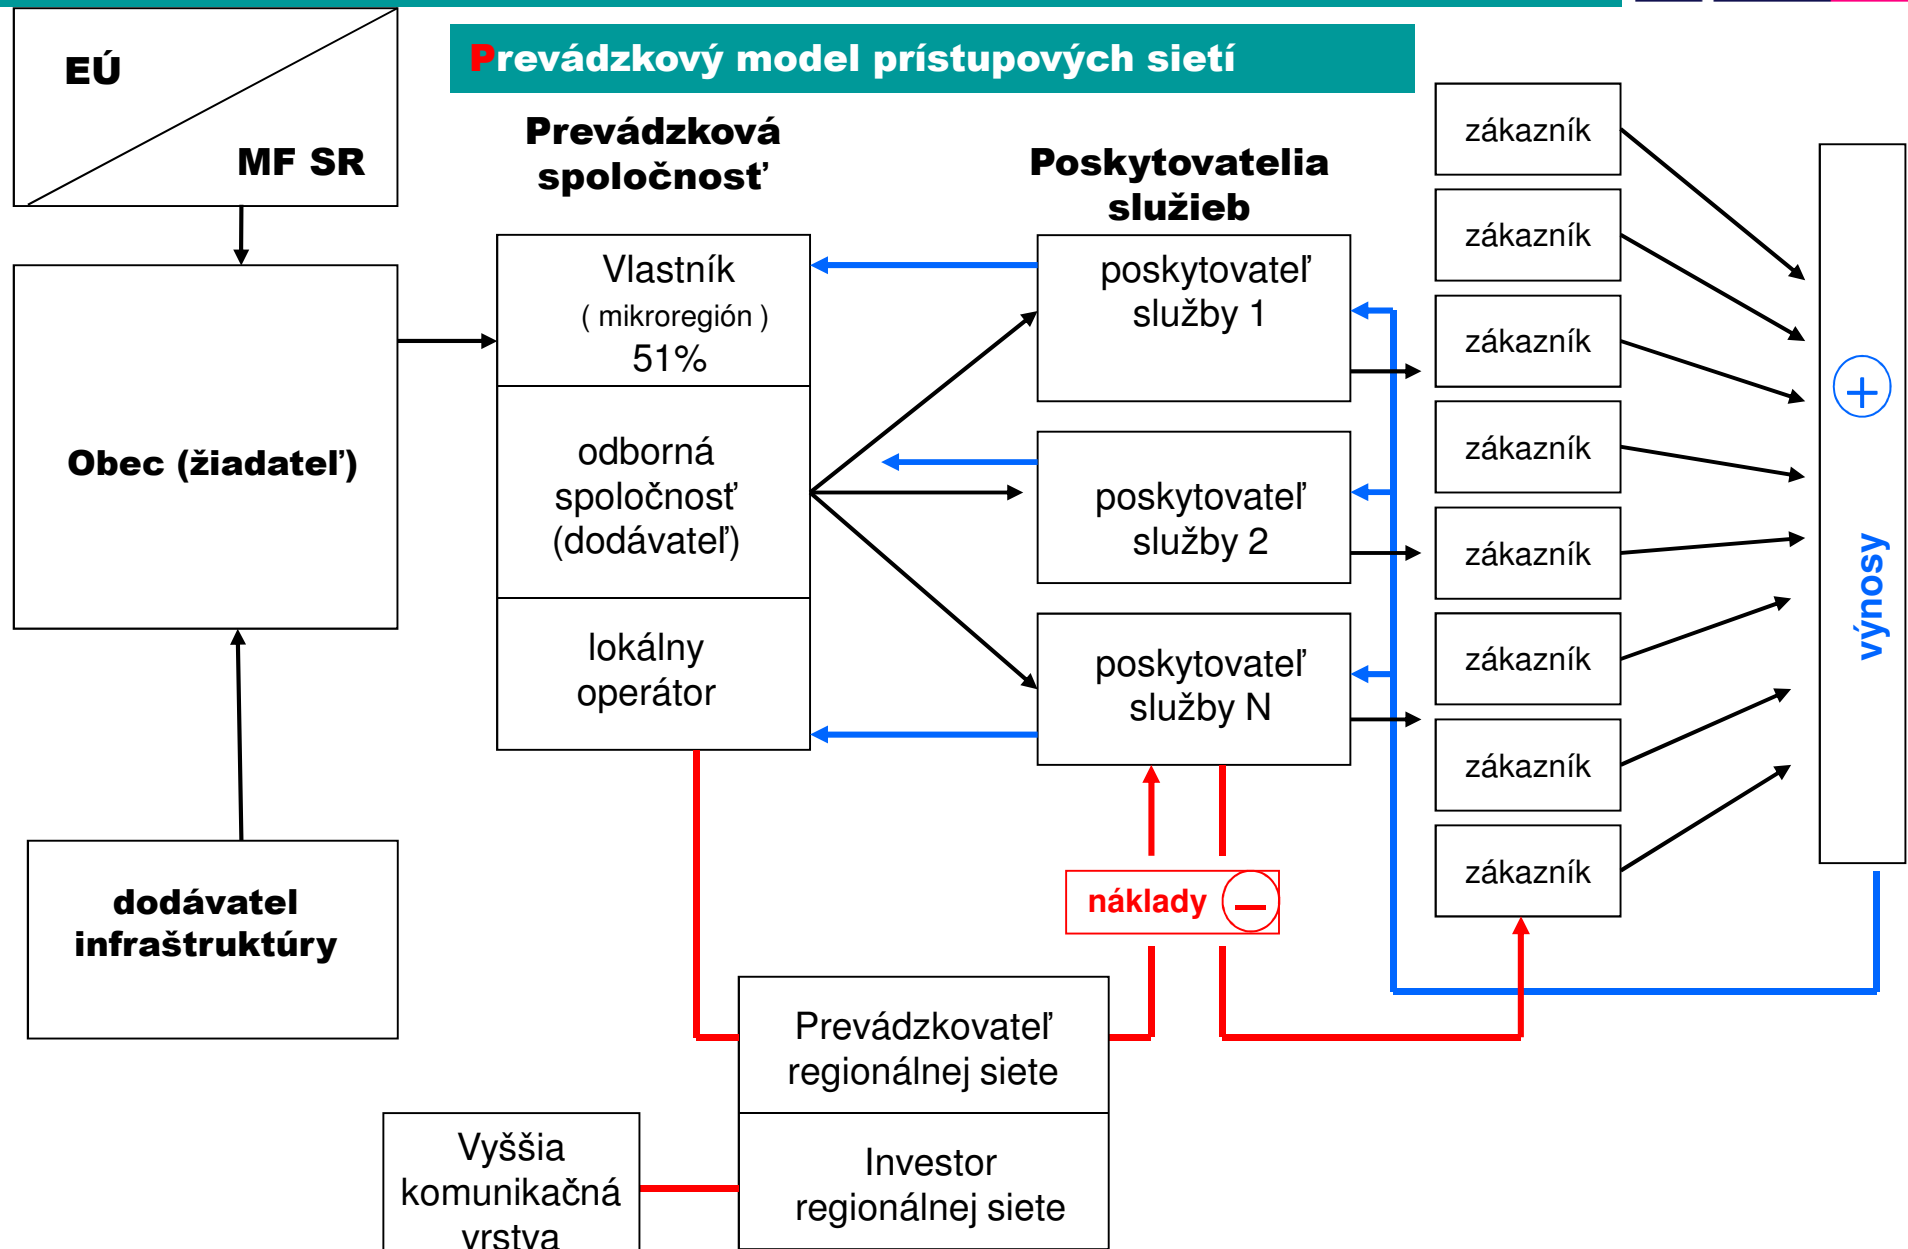 Prevádzkový model prístupových sietí
EÚ
MF SR
Obec (žiadateľ)
dodávatel
infraštruktúry
Prevádzková
spoločnosť
Vlastník
( mikroregión )
51%
odborná
spoločnosť
(dodávateľ)
lokálny
operátor
Poskytovatelia
služieb
poskytovateľ
služby 1
poskytovateľ
služby 2
poskytovateľ
služby N
náklady –
zákazník
zákazník
zákazník
zákazník
zákazník
zákazník
zákazník
zákazník
+
výnosy
Prevádzkovateľ
regionálnej siete
Investor
regionálnej siete
Vyššia
komunikačná
vrstva